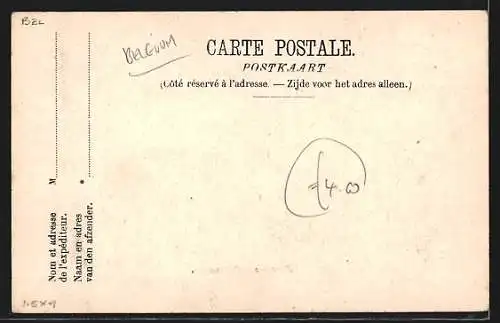 BEL
BELGIUM
CARTE POSTALE.
POSTKAART
(Côté réservé à l'adresse. — Zijde voor het adres alleen.)
4.00
M
Nom et adresse
de l'expéditeur.
Naam en adres
van den afzender.